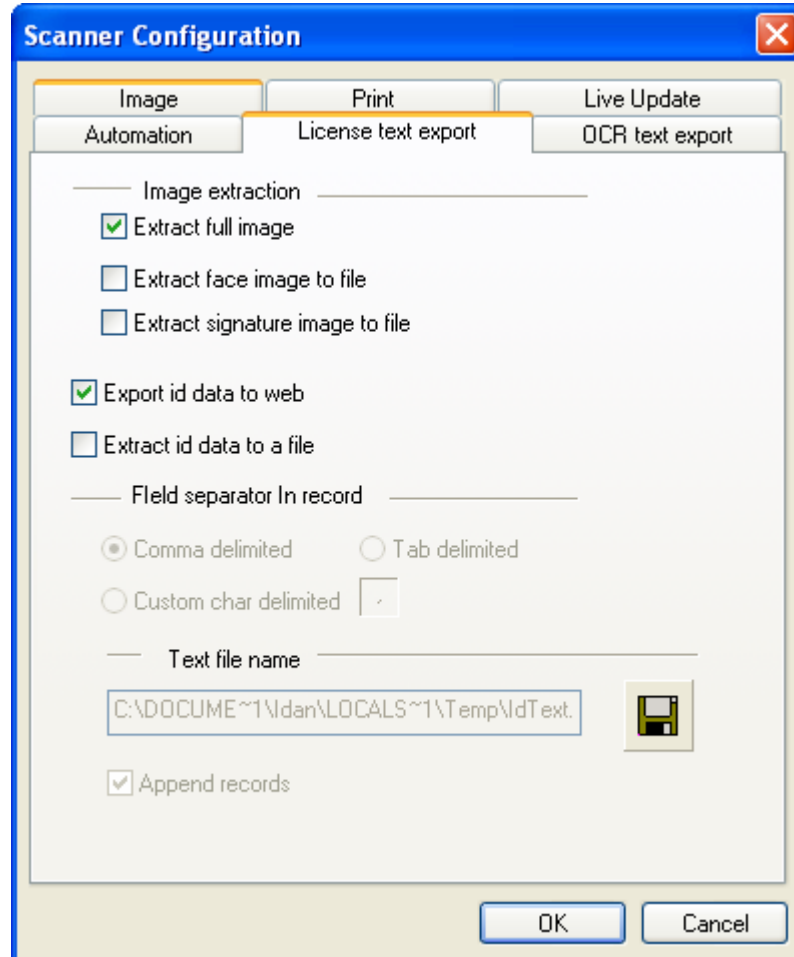 Scanner Configuration
Image Print Live Update
Automation License text export OCR text export
Image extraction
Extract full image
Extract face image to file
Extract signature image to file
Export id data to web
Extract id data to a file
FIeld separator In record
Comma delimited Tab delimited
Custom char delimited
Text file name
C:\DOCUME~1\Idan\LOCALS~1\Temp\IdText.
Append records
OK Cancel